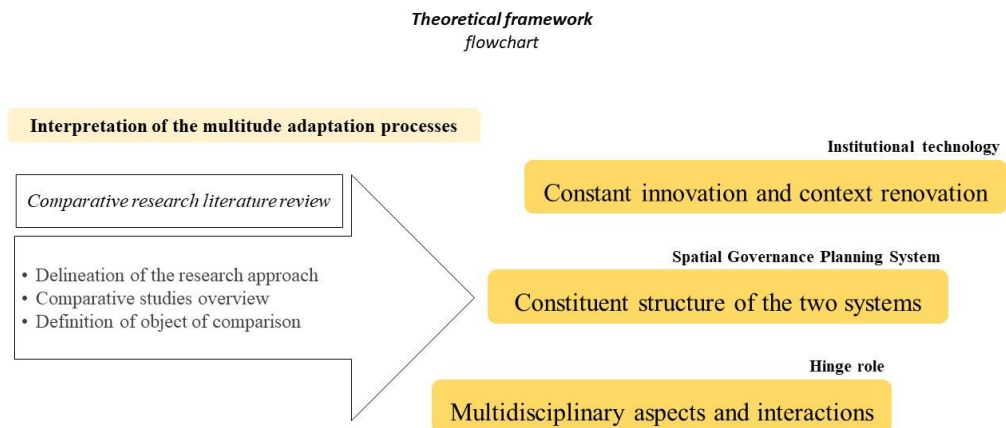 Theoretical framework
flowchart
Interpretation of the multitude adaptation processes
Comparative research literature review
• Delineation of the research approach
• Comparative studies overview
• Definition of object of comparison
Institutional technology
Constant innovation and context renovation
Spatial Governance Planning System
Constituent structure of the two systems
Hinge role
Multidisciplinary aspects and interactions